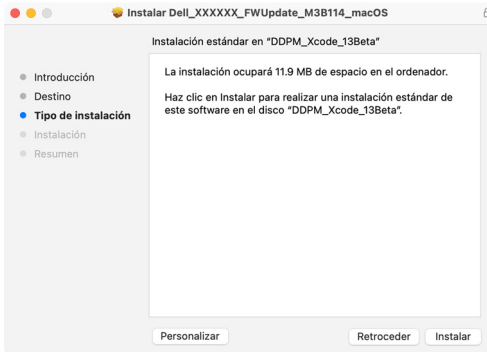 Instalar Dell_XXXXXX_FWUpdate_M3B114_macOS
Instalación estándar en “DDPM_Xcode_13Beta”
Introducción
Destino
Tipo de instalación
Instalación
Resumen
La instalación ocupará 11.9 MB de espacio en el ordenador.
Haz clic en Instalar para realizar una instalación estándar de
este software en el disco “DDPM_Xcode_13Beta”.
Personalizar
Retroceder
Instalar